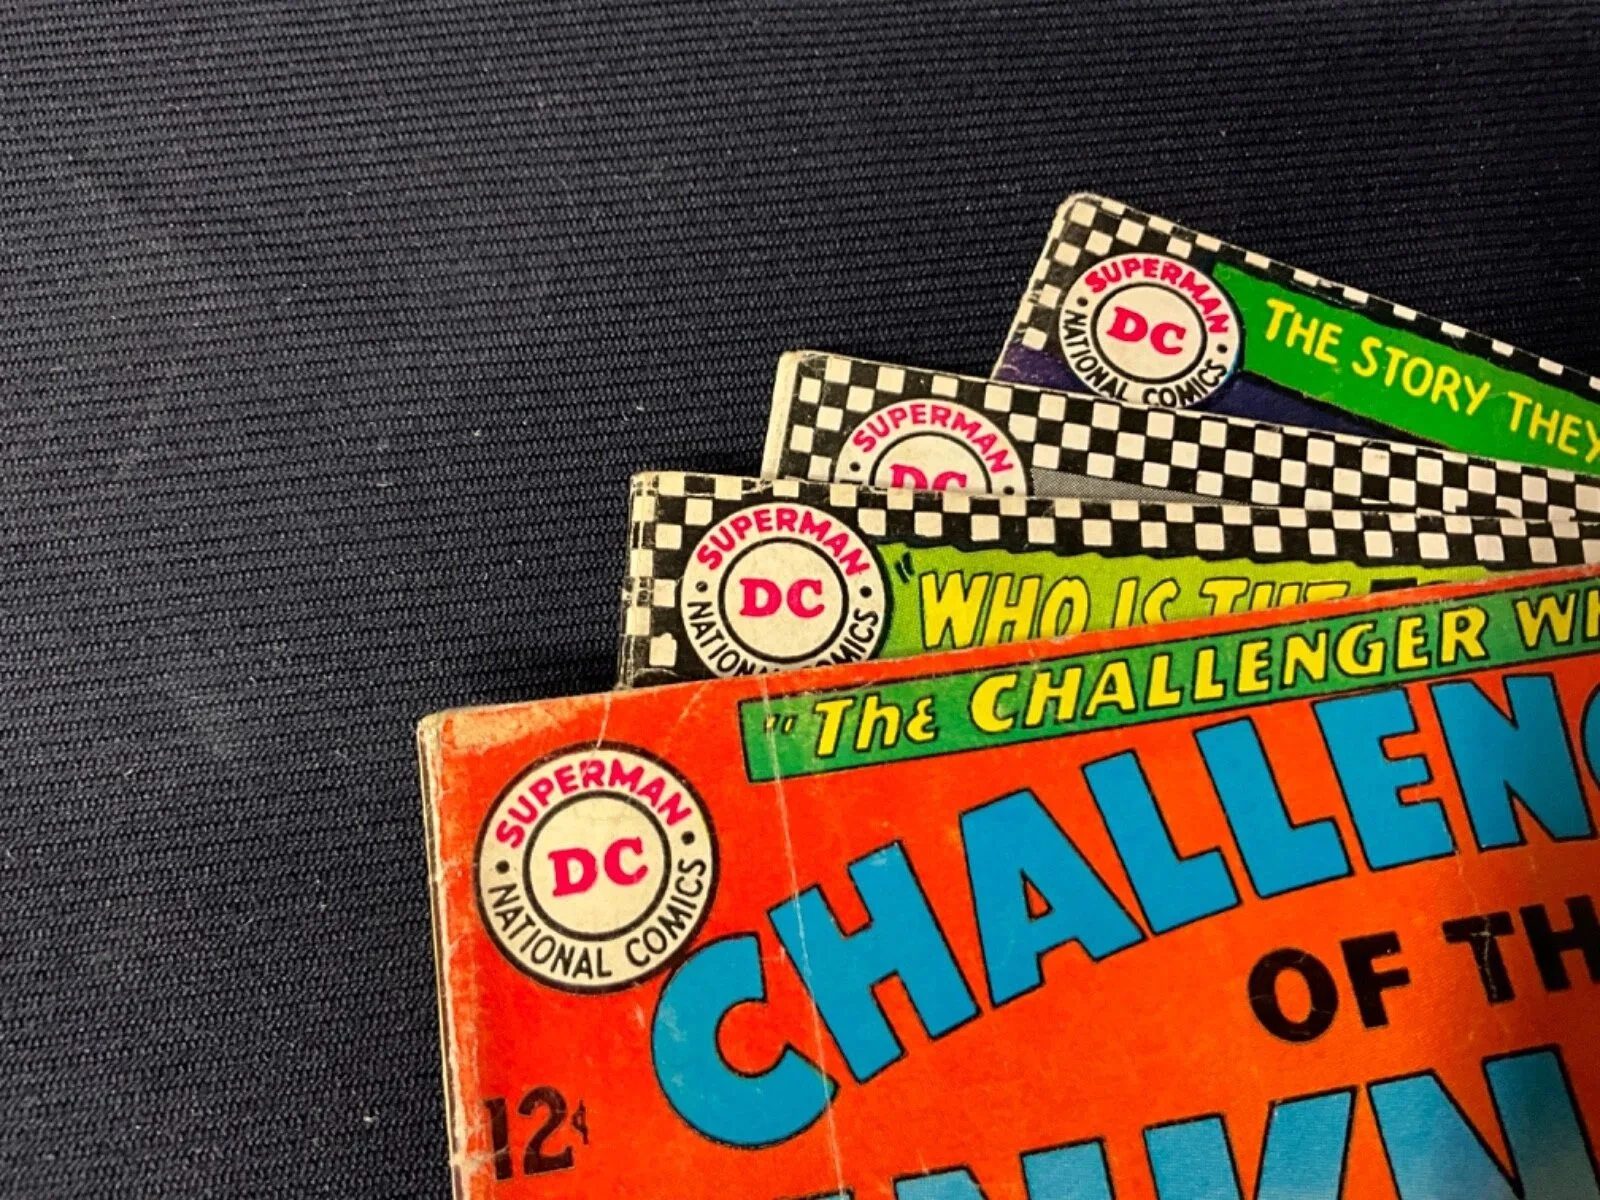 SUPERMAN
DC
NATIONAL COMICS
THE STORY THEY
SUPERMAN
DC
SUPERMAN
DC
NATIONAL COMICS
"WHO IS THE
"The CHALLENGER
SUPERMAN
DC
NATIONAL COMICS
CHALLEN
OF TH
12¢